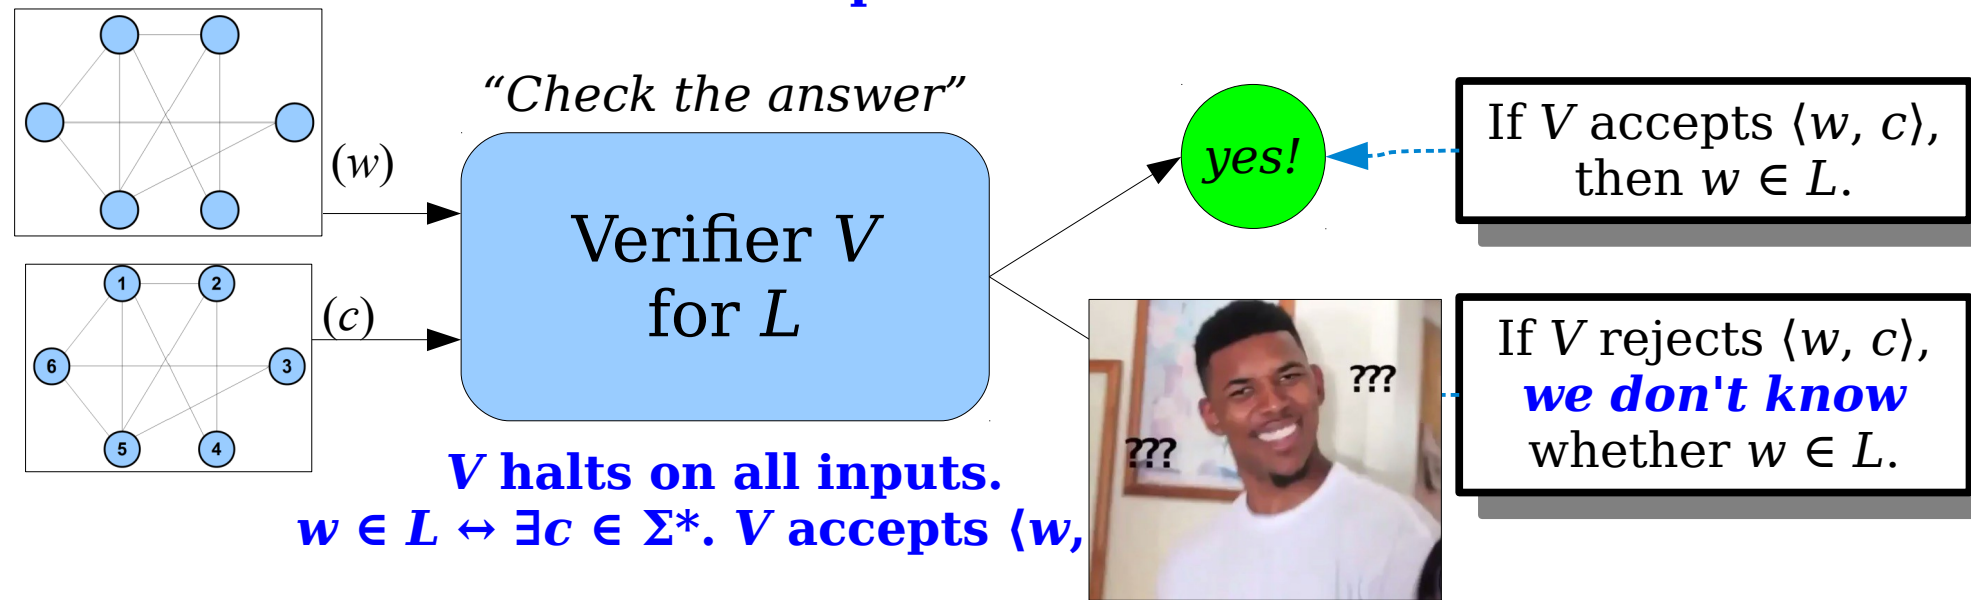 “Check the answer”
(w)
Verifier V
for L
yes!
If V accepts ⟨w, c⟩,
then w ∈ L.
1 2
6 3
5 4
(c)
???
???
If V rejects ⟨w, c⟩,
we don't know
whether w ∈ L.
V halts on all inputs.
w ∈ L ↔ ∃c ∈ Σ*. V accepts ⟨w,